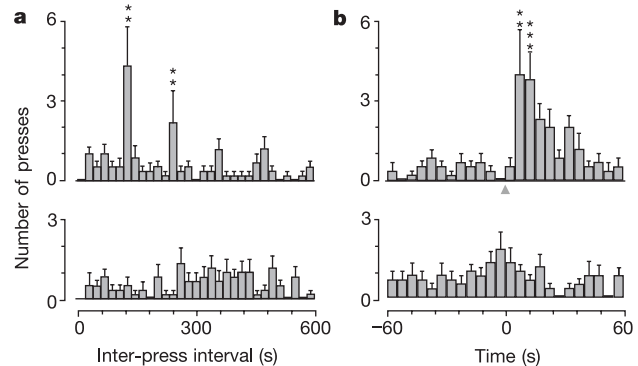 a
b
6
3
0
**
**
6
3
0
**
***
Number of presses
3
0
3
0
0 300 600
−60 0 60
Inter-press interval (s)
Time (s)